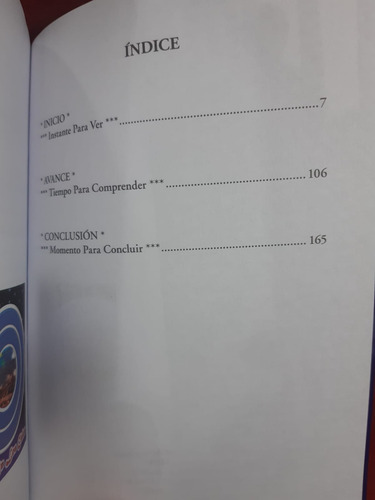 ÍNDICE
* INICIO *
*** Instante Para Ver *** ........................................................ 7
* AVANCE *
*** Tiempo Para Comprender *** ....................................... 106
* CONCLUSIÓN *
*** Momento Para Concluir *** ........................................ 165